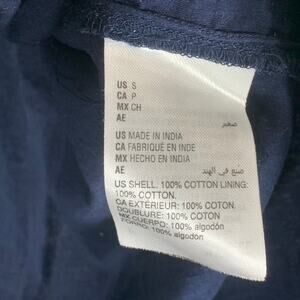 US S
CA P
MX CH
AE صغير
US MADE IN INDIA
CA FABRIQUÉ EN INDE
MX HECHO EN INDIA
AE صنع في الهند
US SHELL: 100% COTTON LINING:
100% COTTON.
CA EXTÉRIEUR: 100% COTON.
DOUBLURE: 100% COTON
MX CUERPO: 100% algodón
FORRO: 100% algodón